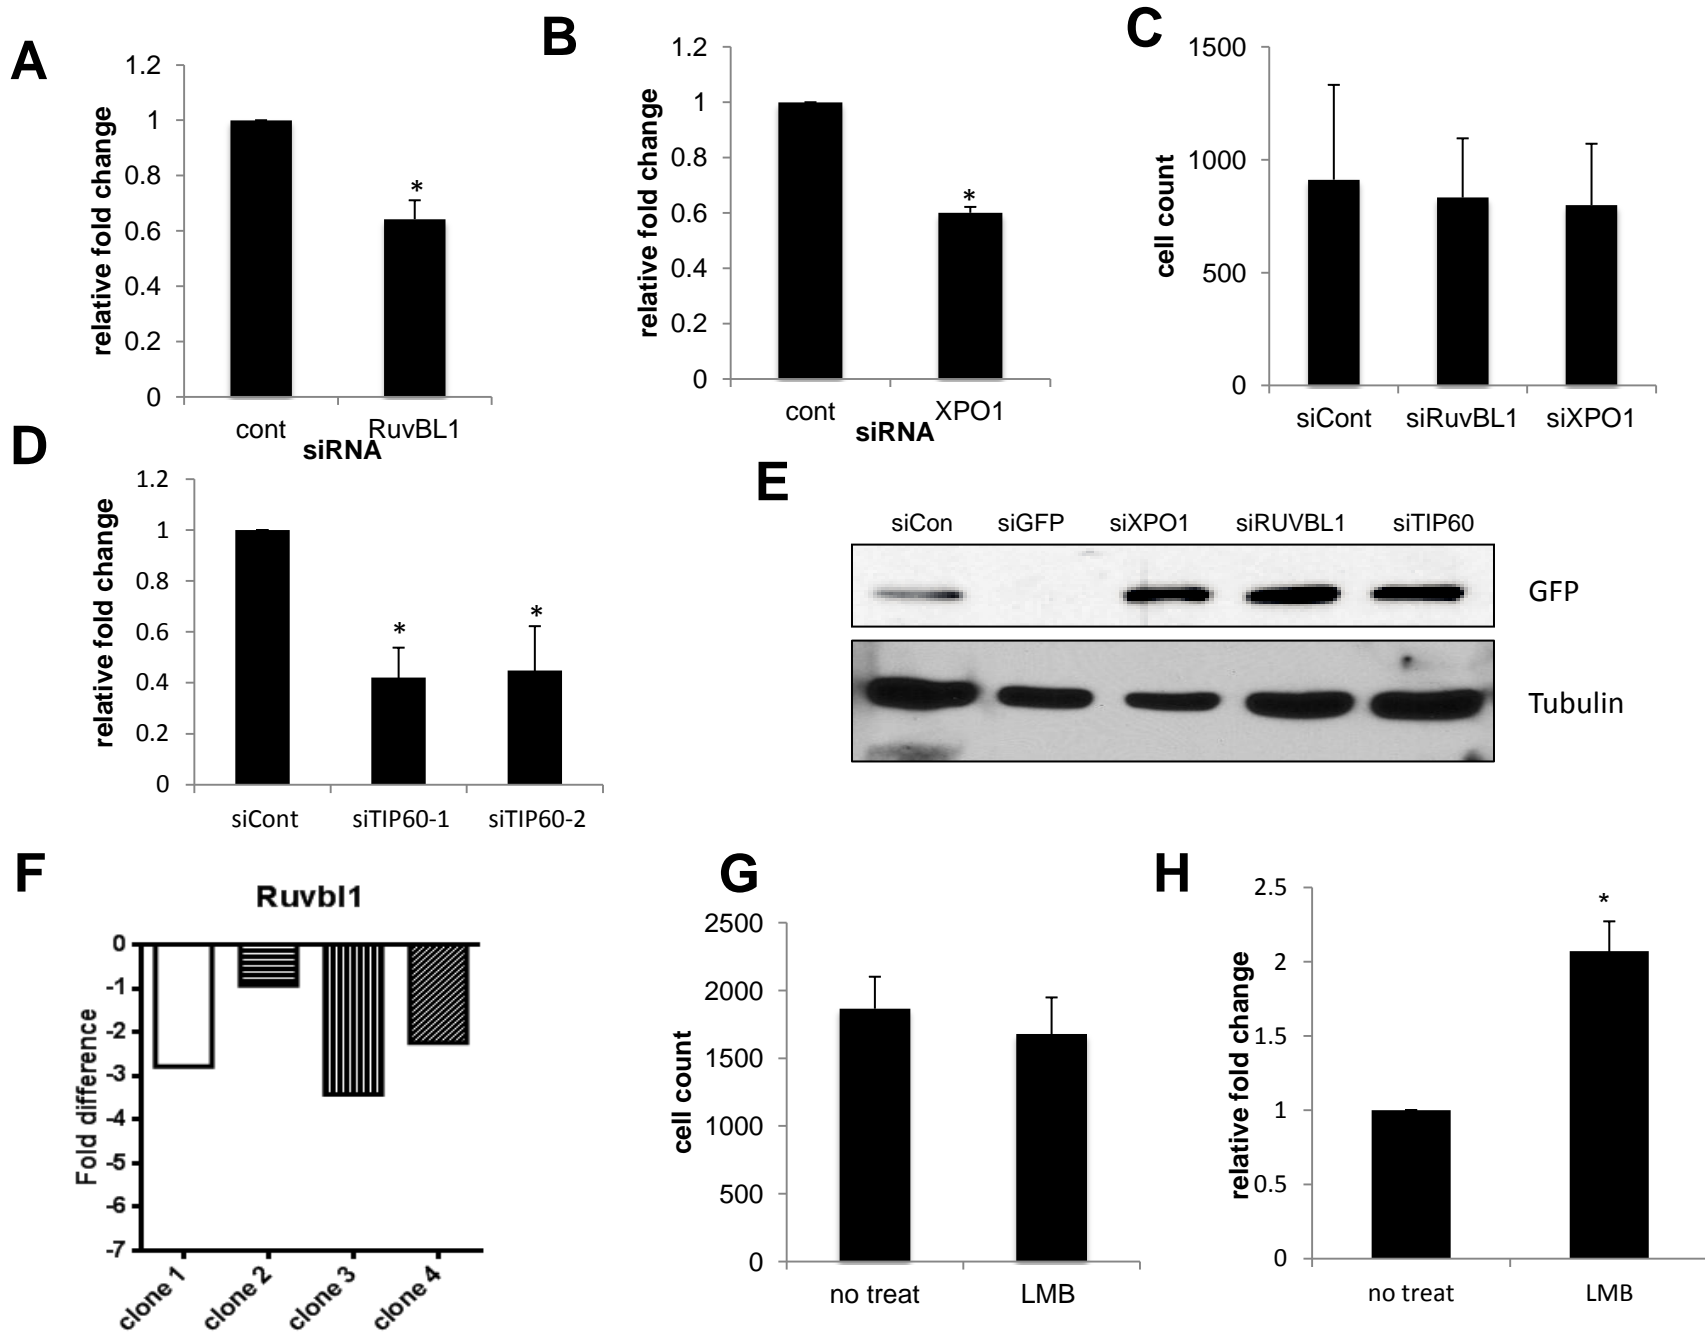 A
relative fold change
1.2
1
0.8
0.6
0.4
0.2
0
*
cont
RuvBL1
siRNA
B
relative fold change
1.2
1
0.8
0.6
0.4
0.2
0
*
cont
XPO1
siRNA
C
cell count
1500
1000
500
0
siCont
siRuvBL1
siXPO1
D
relative fold change
1.2
1
0.8
0.6
0.4
0.2
0
*
*
siCont
siTIP60-1
siTIP60-2
E
siCon
siGFP
siXPO1
siRUVBL1
siTIP60
GFP
Tubulin
F
Ruvbl1
Fold difference
0
-1
-2
-3
-4
-5
-6
-7
clone 1
clone 2
clone 3
clone 4
G
cell count
2500
2000
1500
1000
500
0
no treat
LMB
H
relative fold change
2.5
2
1.5
1
0.5
0
*
no treat
LMB